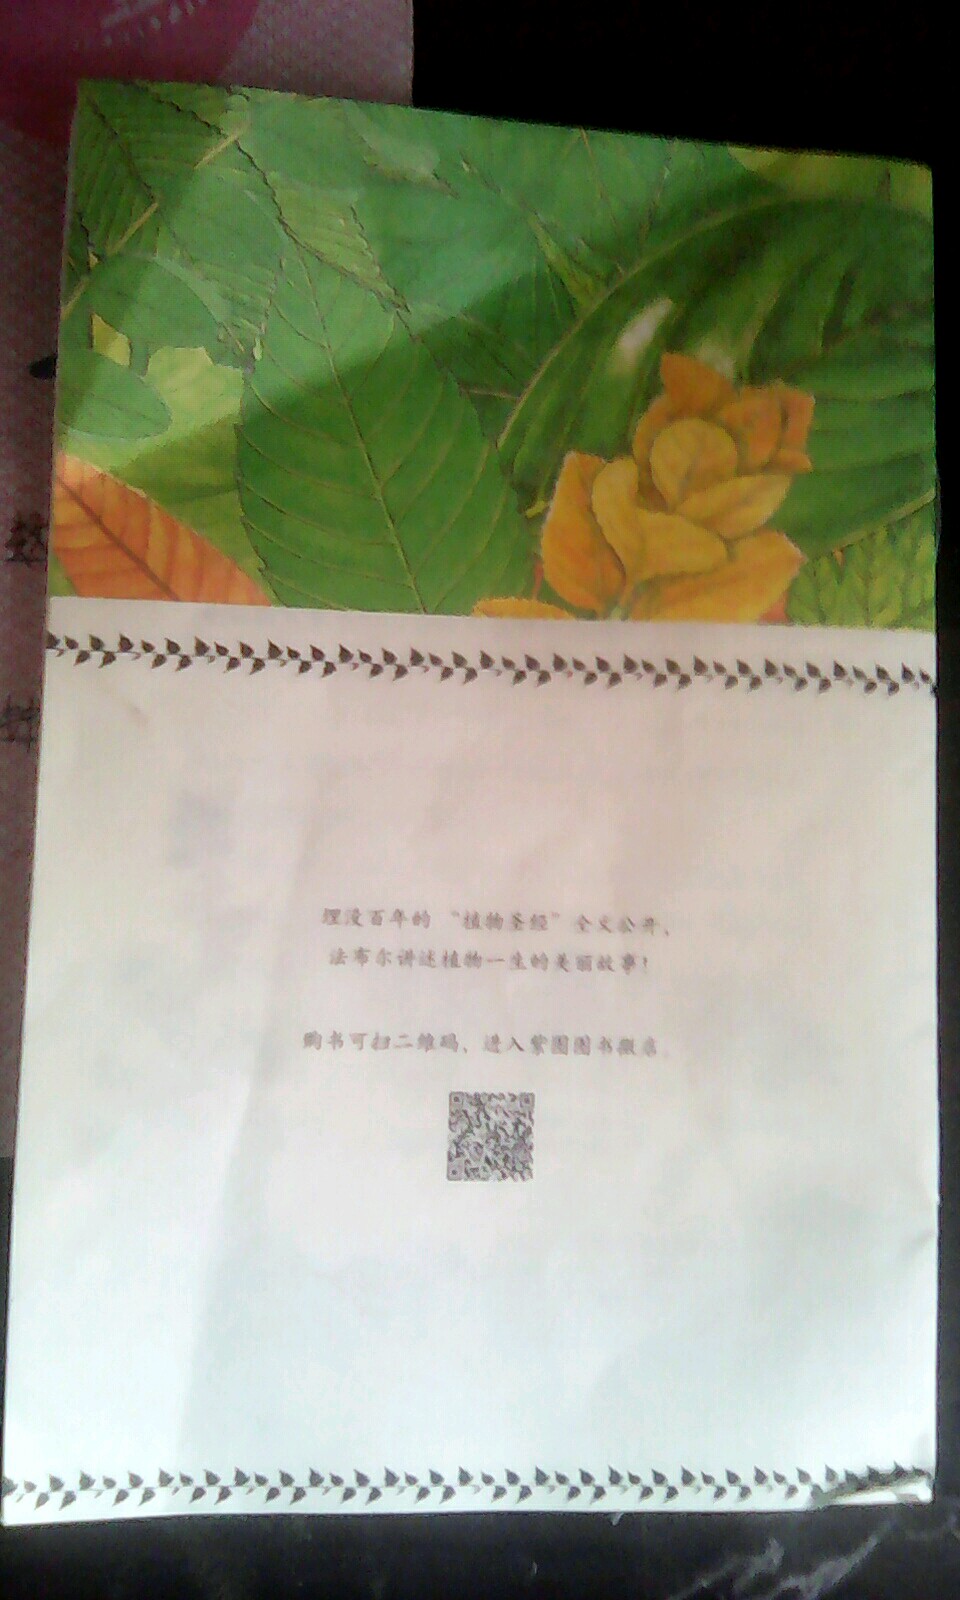 埋没百年的“植物圣经”全文公开，
法布尔讲述植物一生的美丽故事！
购书可扫二维码，进入紫图图书微店。